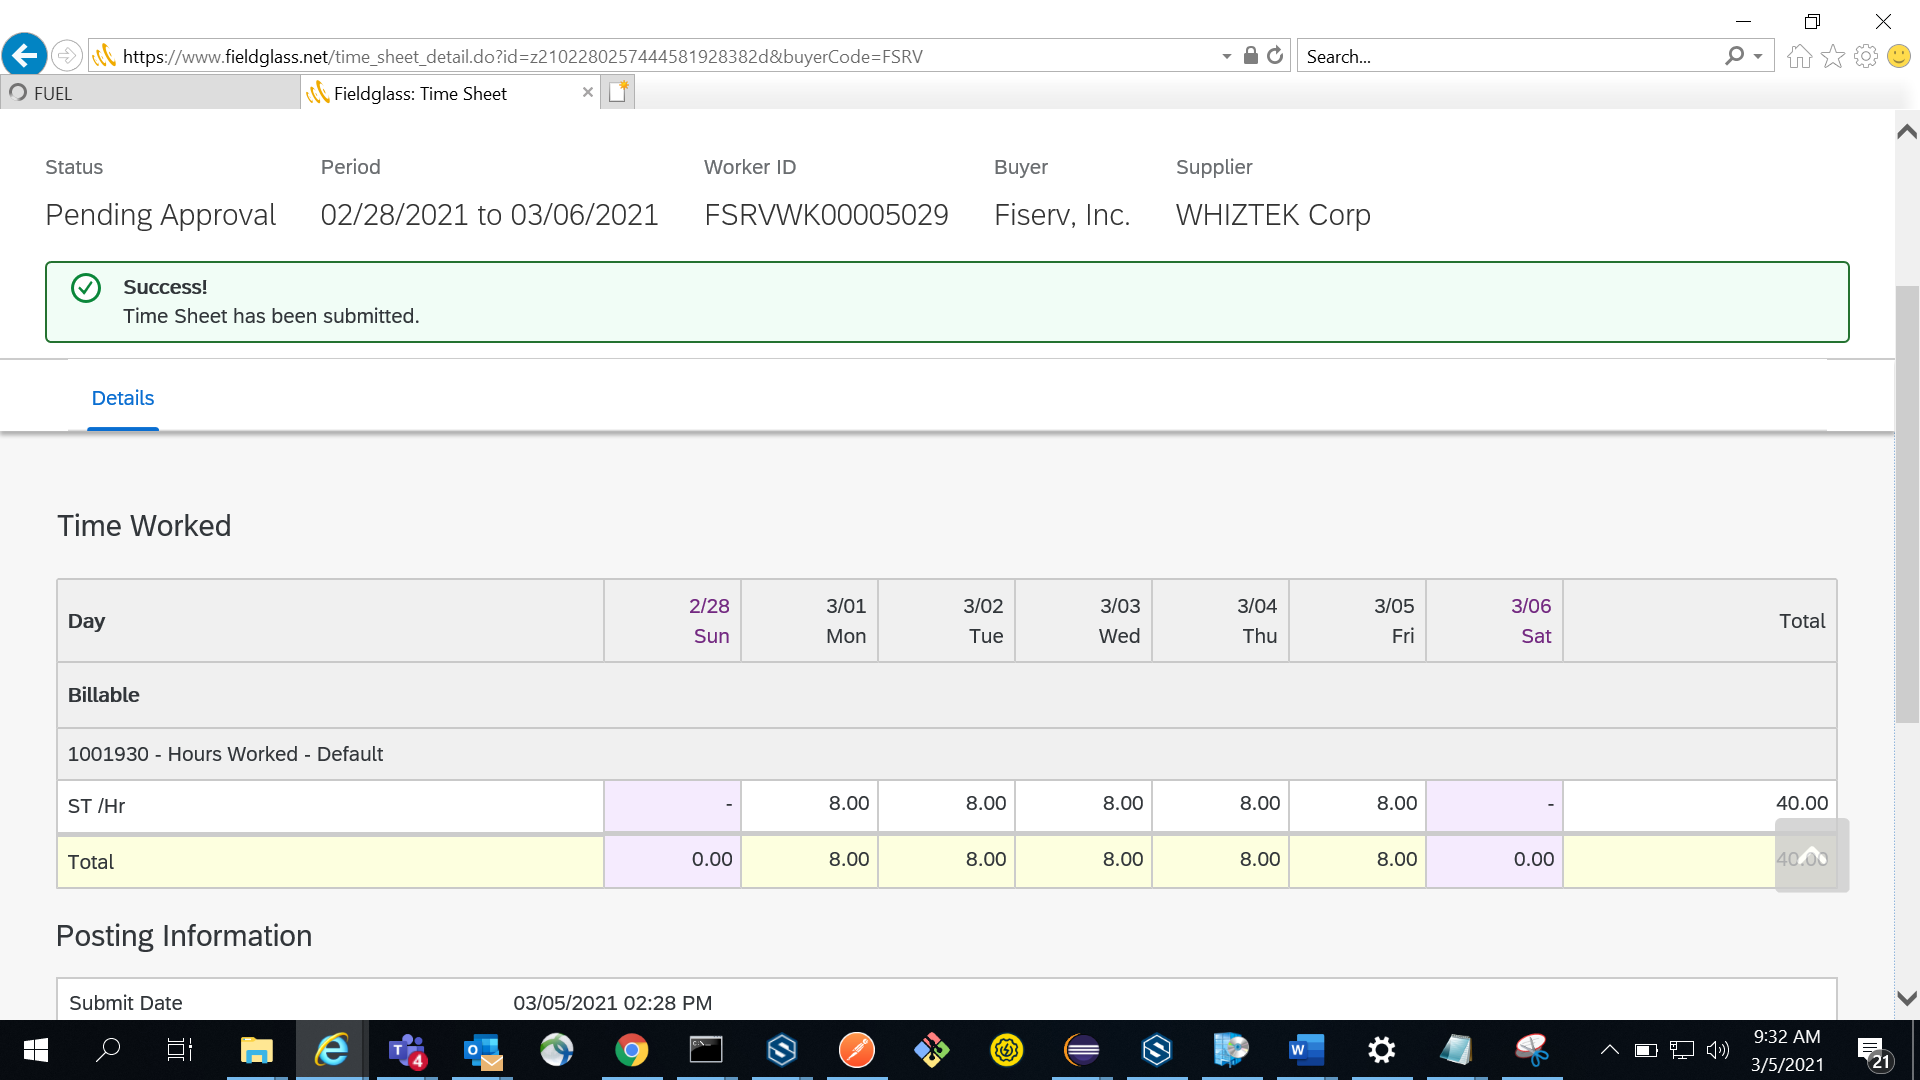 https://www.fieldglass.net/time_sheet_detail.do?id=z21022802574445819283 82d&buyerCode=FSRV
Search...
FUEL
Fieldglass: Time Sheet
Status Period Worker ID Buyer Supplier
Pending Approval 02/28/2021 to 03/06/2021 FSRVWK00005029 Fiserv, Inc. WHIZTEK Corp
Success!
Time Sheet has been submitted.
Details
Time Worked
Day 2/28 Sun 3/01 Mon 3/02 Tue 3/03 Wed 3/04 Thu 3/05 Fri 3/06 Sat Total
Billable
1001930 - Hours Worked - Default
ST /Hr - 8.00 8.00 8.00 8.00 8.00 - 40.00
Total 0.00 8.00 8.00 8.00 8.00 8.00 0.00 40.00
Posting Information
Submit Date 03/05/2021 02:28 PM
9:32 AM
3/5/2021
4
21